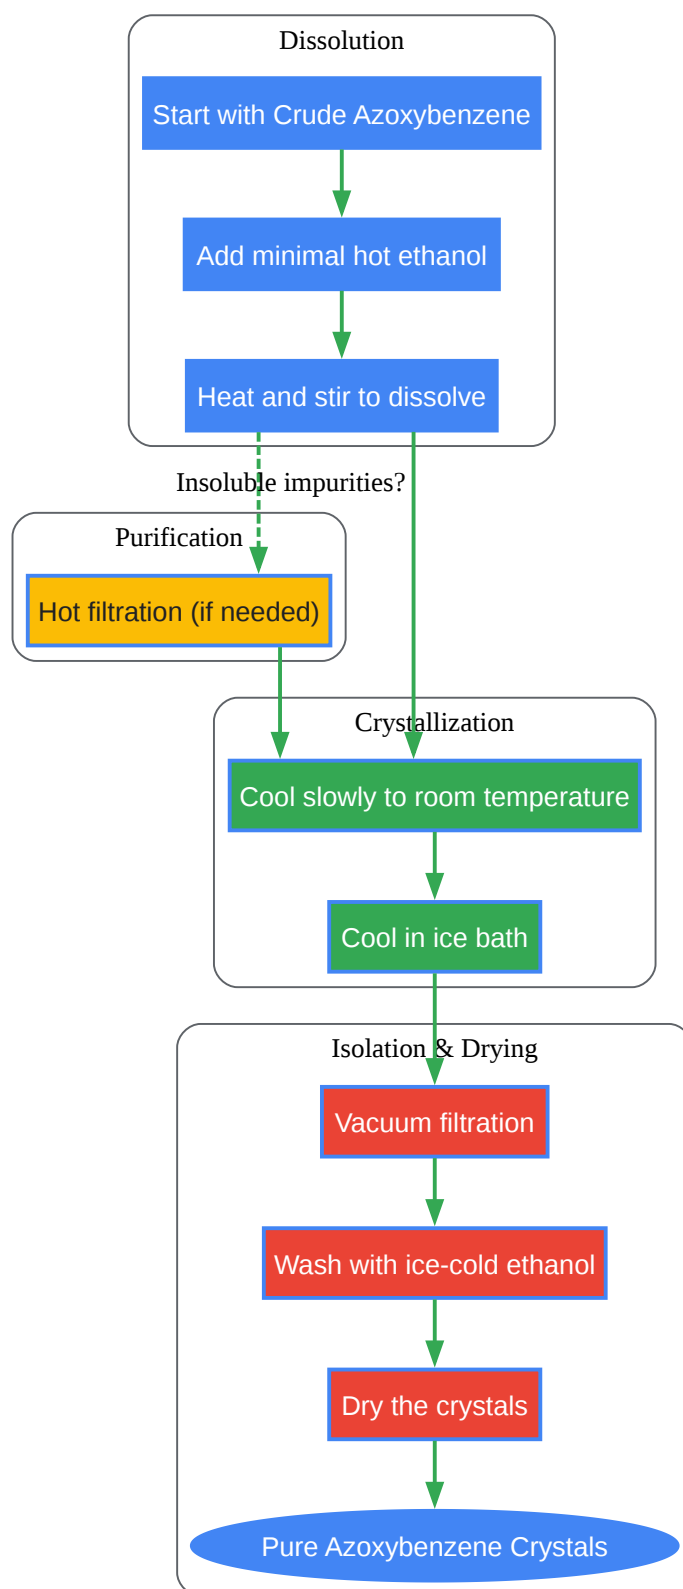 Dissolution
Start with Crude Azoxybenzene
Add minimal hot ethanol
Heat and stir to dissolve
Insoluble impurities?
Purification
Hot filtration (if needed)
Crystallization
Cool slowly to room temperature
Cool in ice bath
Isolation & Drying
Vacuum filtration
Wash with ice-cold ethanol
Dry the crystals
Pure Azoxybenzene Crystals